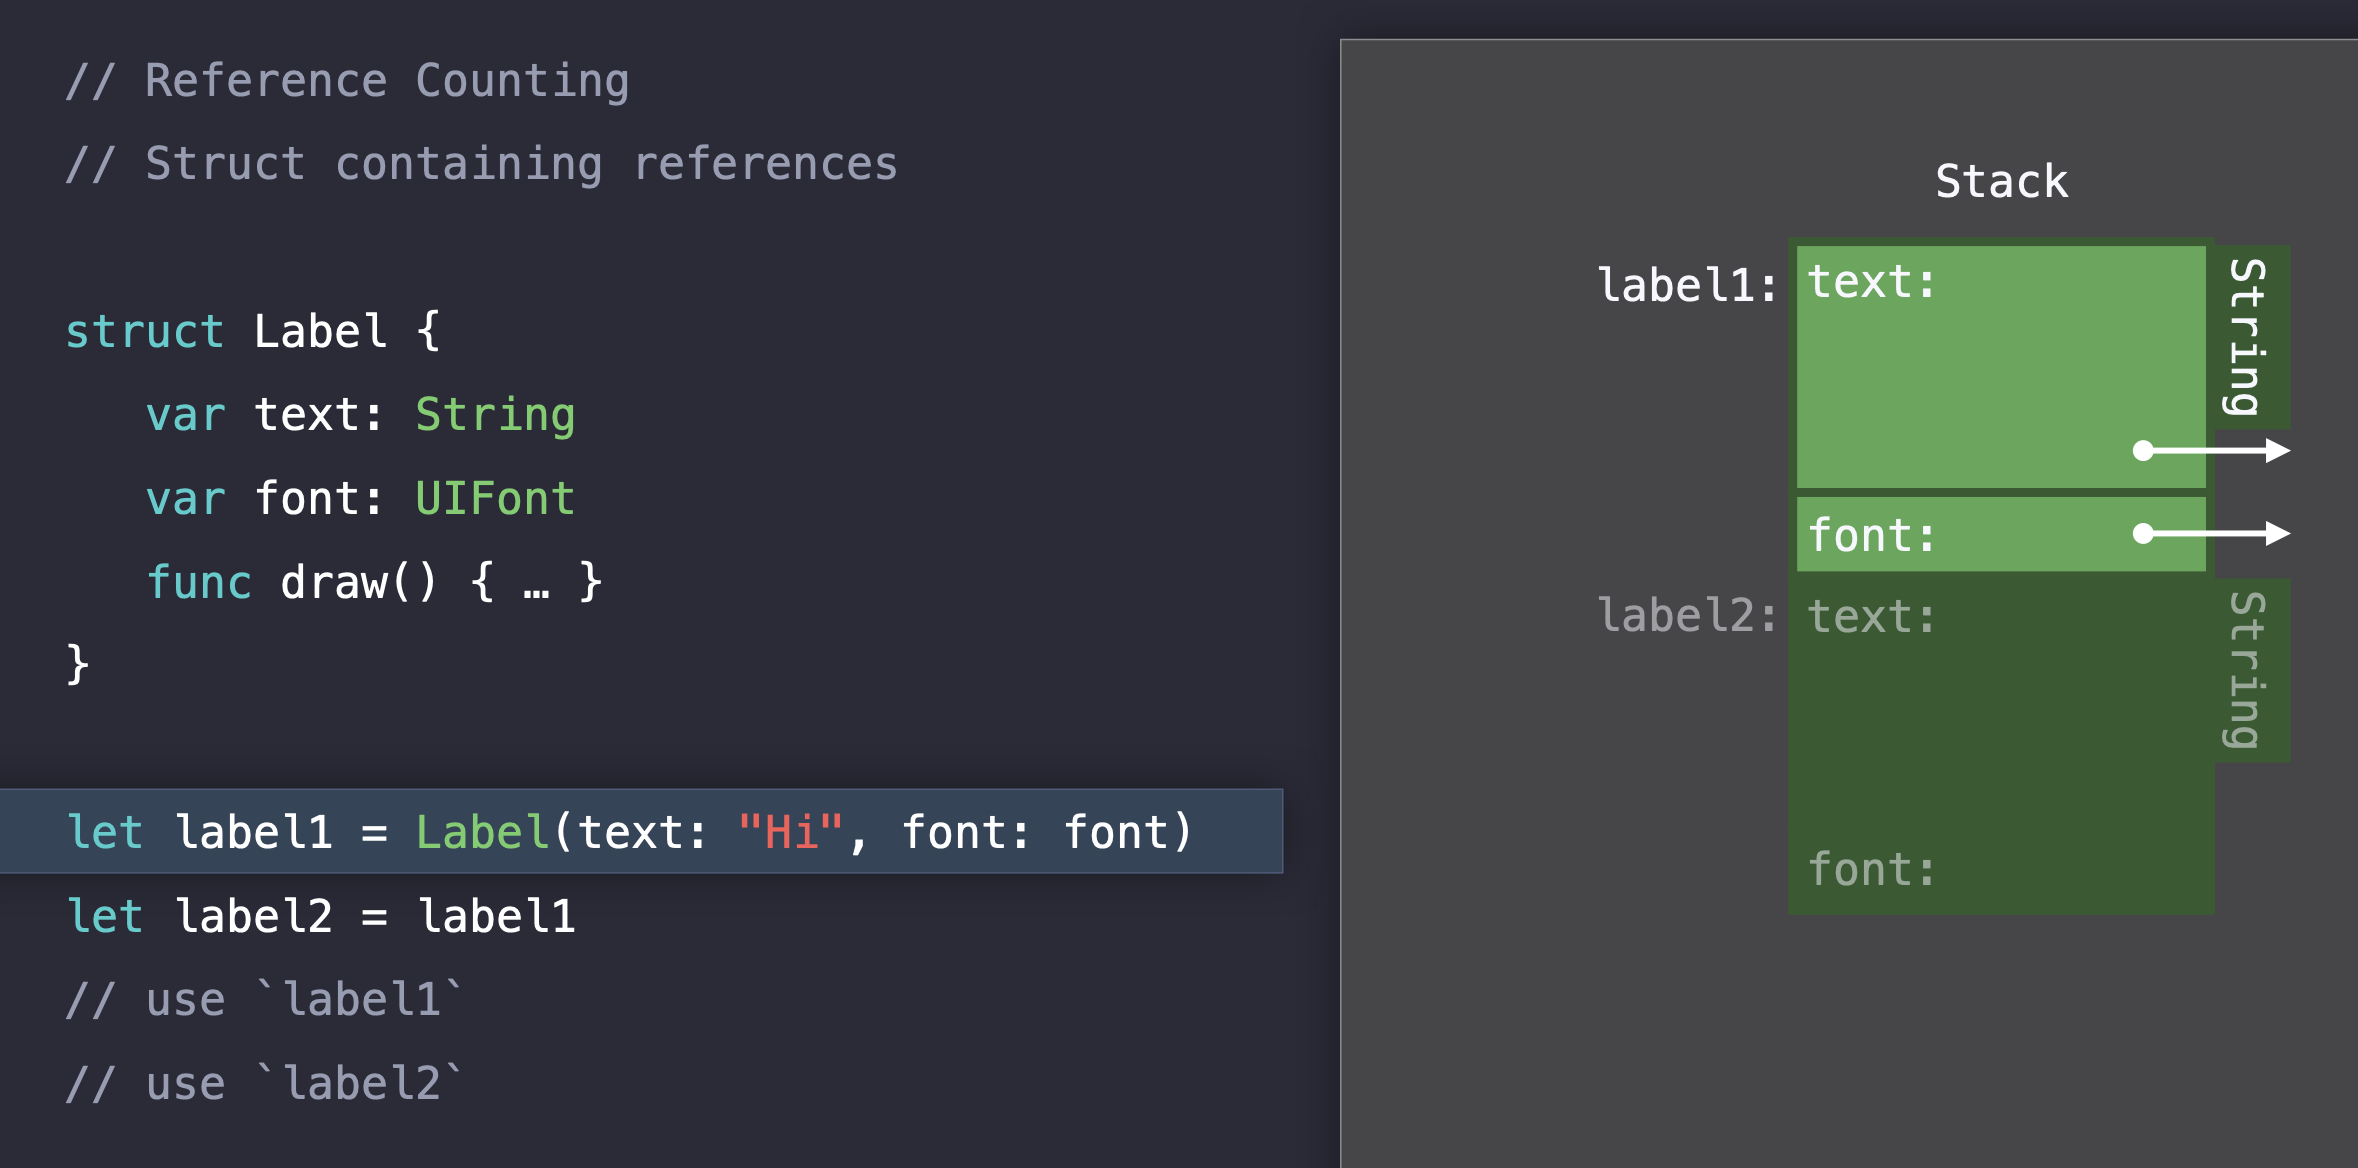 // Reference Counting
// Struct containing references
struct Label {
var text: String
var font: UIFont
func draw() { … }
}
let label1 = Label(text: "Hi", font: font)
let label2 = label1
// use `label1`
// use `label2`
Stack
label1: text:
String
font:
label2: text:
String
font: